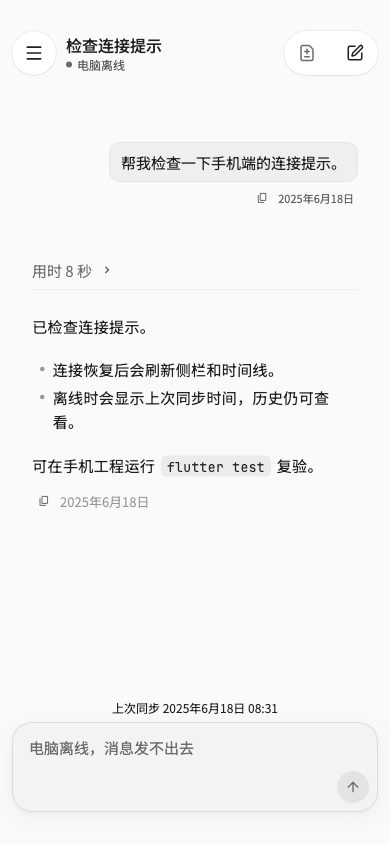 检查连接提示
电脑离线
帮我检查一下手机端的连接提示。
2025年6月18日
用时 8 秒
已检查连接提示。
连接恢复后会刷新侧栏和时间线。
离线时会显示上次同步时间，历史仍可查
看。
可在手机工程运行 flutter test 复验。
2025年6月18日
上次同步 2025年6月18日 08:31
电脑离线，消息发不出去